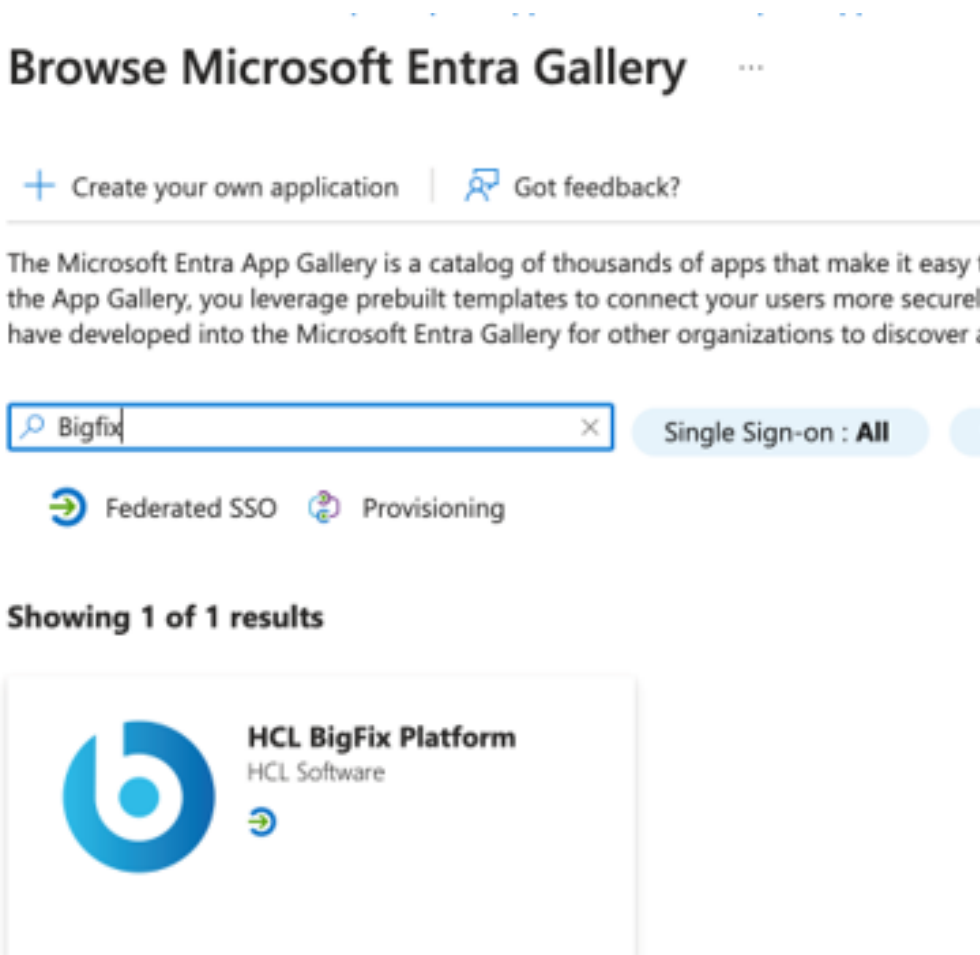 Browse Microsoft Entra Gallery ...
Create your own application Got feedback?
The Microsoft Entra App Gallery is a catalog of thousands of apps that make it easy
the App Gallery, you leverage prebuilt templates to connect your users more securel
have developed into the Microsoft Entra Gallery for other organizations to discover a
Bigfix Single Sign-on : All
Federated SSO Provisioning
Showing 1 of 1 results
HCL BigFix Platform
HCL Software